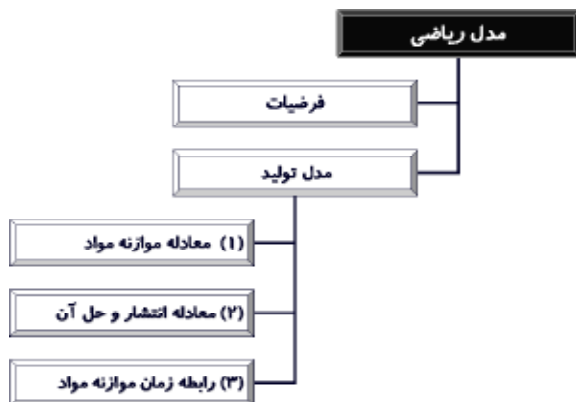 مدل ریاضی
فرضیات
مدل تولید
(۱) معادله موازنه مواد
(۲) معادله انتشار و حل آن
(۳) رابطه زمان موازنه مواد